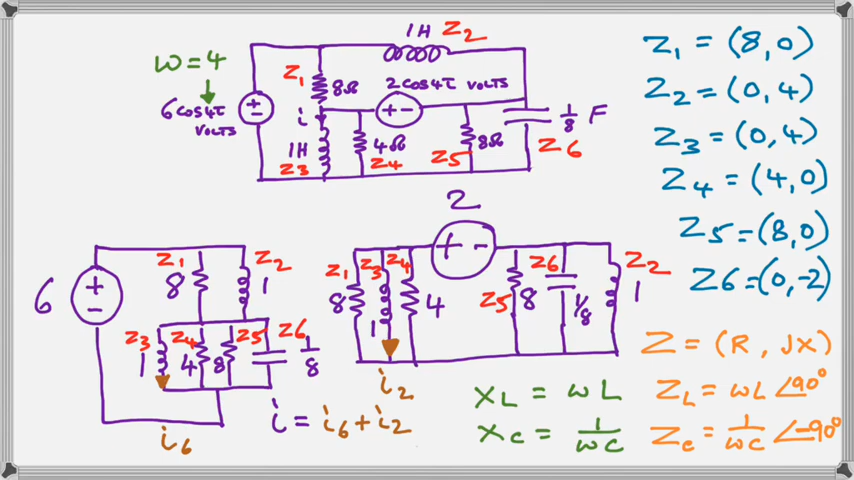 1H Z2
ω=4
Z1
8Ω
2cos4t VOLTS
6cos4t
VOLTS
+
-
+ -
i
1H
Z3
4Ω
Z4
Z5
8Ω
1/8 F
Z6
Z1 = (8,0)
Z2 = (0,4)
Z3 = (0,4)
Z4 = (4,0)
Z5 = (8,0)
Z6 = (0,-2)
6
+
-
Z1
8
Z2
1
Z3
1
Z4
4
Z5
8
Z6
1/8
i6
i = i6 + i2
2
+ -
Z1
8
Z3
1
Z4
4
Z5
8
Z6
1/8
Z2
1
i2
XL = ωL
Xc = 1/ωC
Z = (R, JX)
ZL = ωL ∠90°
Zc = 1/ωC ∠-90°